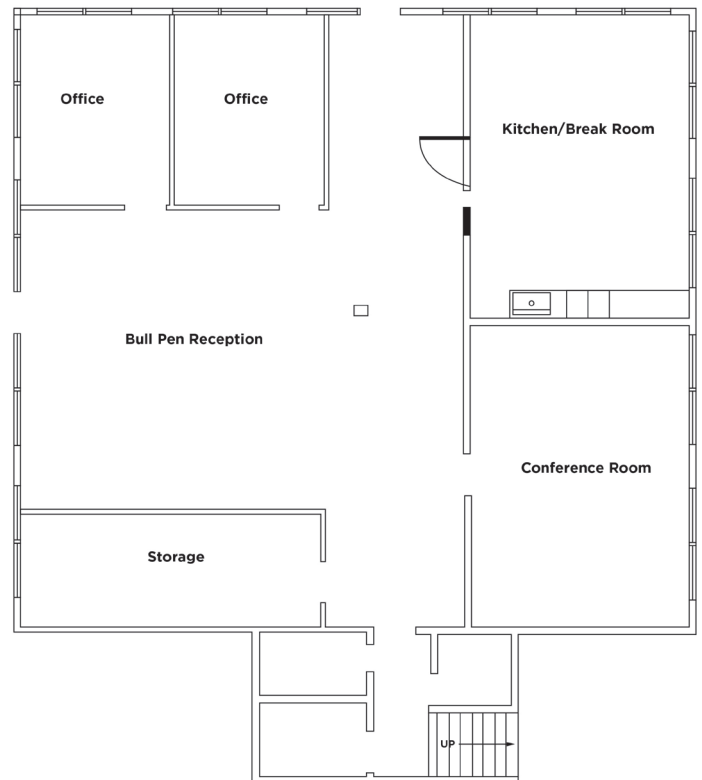 Office
Office
Kitchen/Break Room
Bull Pen Reception
Conference Room
Storage
UP